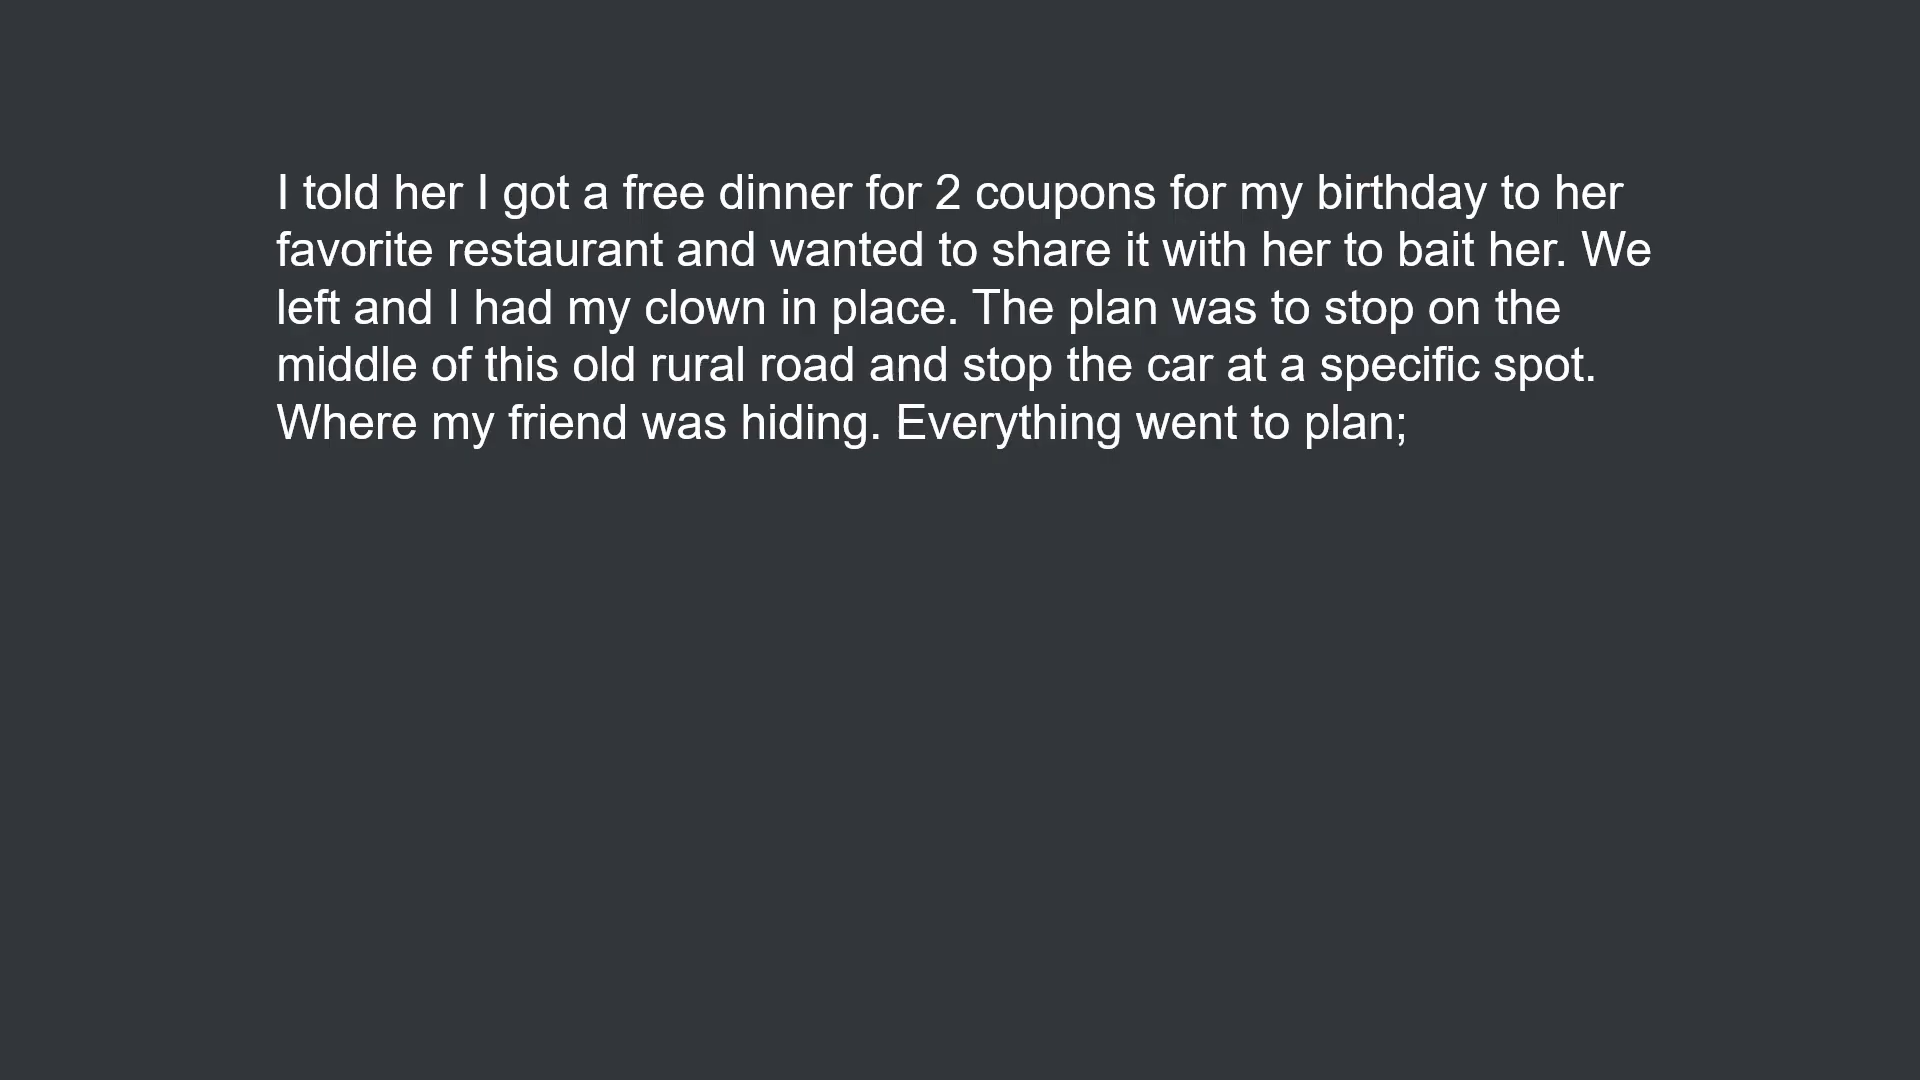 I told her I got a free dinner for 2 coupons for my birthday to her
favorite restaurant and wanted to share it with her to bait her. We
left and I had my clown in place. The plan was to stop on the
middle of this old rural road and stop the car at a specific spot.
Where my friend was hiding. Everything went to plan;